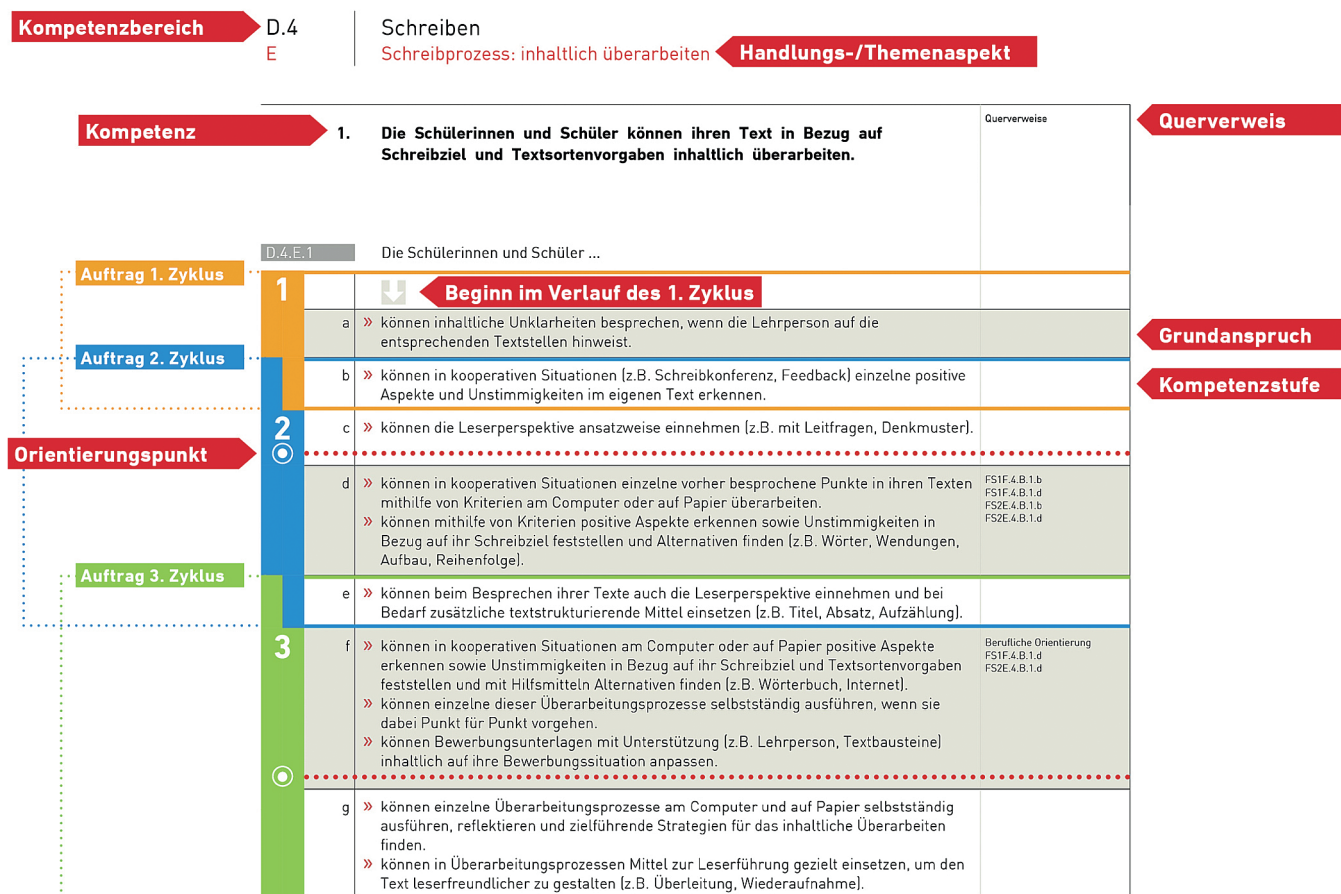 Kompetenzbereich
D.4
Schreiben
E
Schreibprozess: inhaltlich überarbeiten
Handlungs-/Themenaspekt
Kompetenz
1.
Die Schülerinnen und Schüler können ihren Text in Bezug auf
Schreibziel und Textsortenvorgaben inhaltlich überarbeiten.
Querverweise
Querverweis
D.4.E.1
Die Schülerinnen und Schüler ...
Auftrag 1. Zyklus
1
Beginn im Verlauf des 1. Zyklus
a
» können inhaltliche Unklarheiten besprechen, wenn die Lehrperson auf die
entsprechenden Textstellen hinweist.
Grundanspruch
Auftrag 2. Zyklus
b
» können in kooperativen Situationen (z.B. Schreibkonferenz, Feedback) einzelne positive
Aspekte und Unstimmigkeiten im eigenen Text erkennen.
Kompetenzstufe
2
c
» können die Leserperspektive ansatzweise einnehmen (z.B. mit Leitfragen, Denkmuster).
Orientierungspunkt
d
» können in kooperativen Situationen einzelne vorher besprochene Punkte in ihren Texten
mithilfe von Kriterien am Computer oder auf Papier überarbeiten.
» können mithilfe von Kriterien positive Aspekte erkennen sowie Unstimmigkeiten in
Bezug auf ihr Schreibziel feststellen und Alternativen finden (z.B. Wörter, Wendungen,
Aufbau, Reihenfolge).
FS1F.4.B.1.b
FS1F.4.B.1.d
FS2E.4.B.1.b
FS2E.4.B.1.d
Auftrag 3. Zyklus
e
» können beim Besprechen ihrer Texte auch die Leserperspektive einnehmen und bei
Bedarf zusätzliche textstrukturierende Mittel einsetzen (z.B. Titel, Absatz, Aufzählung).
3
f
» können in kooperativen Situationen am Computer oder auf Papier positive Aspekte
erkennen sowie Unstimmigkeiten in Bezug auf ihr Schreibziel und Textsortenvorgaben
feststellen und mit Hilfsmitteln Alternativen finden (z.B. Wörterbuch, Internet).
» können einzelne dieser Überarbeitungsprozesse selbstständig ausführen, wenn sie
dabei Punkt für Punkt vorgehen.
» können Bewerbungsunterlagen mit Unterstützung (z.B. Lehrperson, Textbausteine)
inhaltlich auf ihre Bewerbungssituation anpassen.
Berufliche Orientierung
FS1F.4.B.1.d
FS2E.4.B.1.d
g
» können einzelne Überarbeitungsprozesse am Computer und auf Papier selbstständig
ausführen, reflektieren und zielführende Strategien für das inhaltliche Überarbeiten
finden.
» können in Überarbeitungsprozessen Mittel zur Leserführung gezielt einsetzen, um den
Text leserfreundlicher zu gestalten (z.B. Überleitung, Wiederaufnahme).